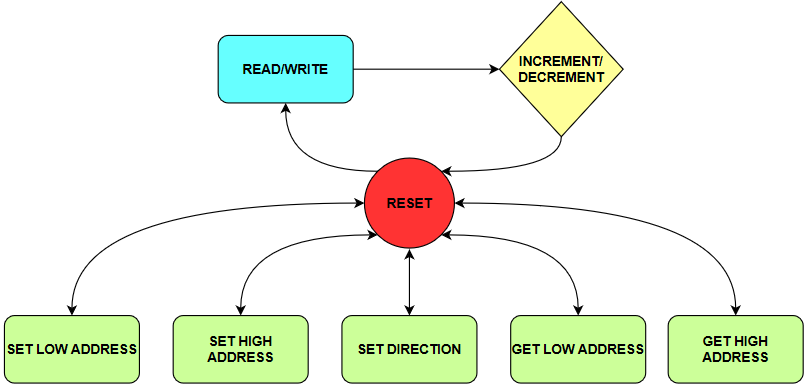 READ/WRITE
INCREMENT/
DECREMENT
RESET
SET LOW ADDRESS
SET HIGH
ADDRESS
SET DIRECTION
GET LOW ADDRESS
GET HIGH
ADDRESS